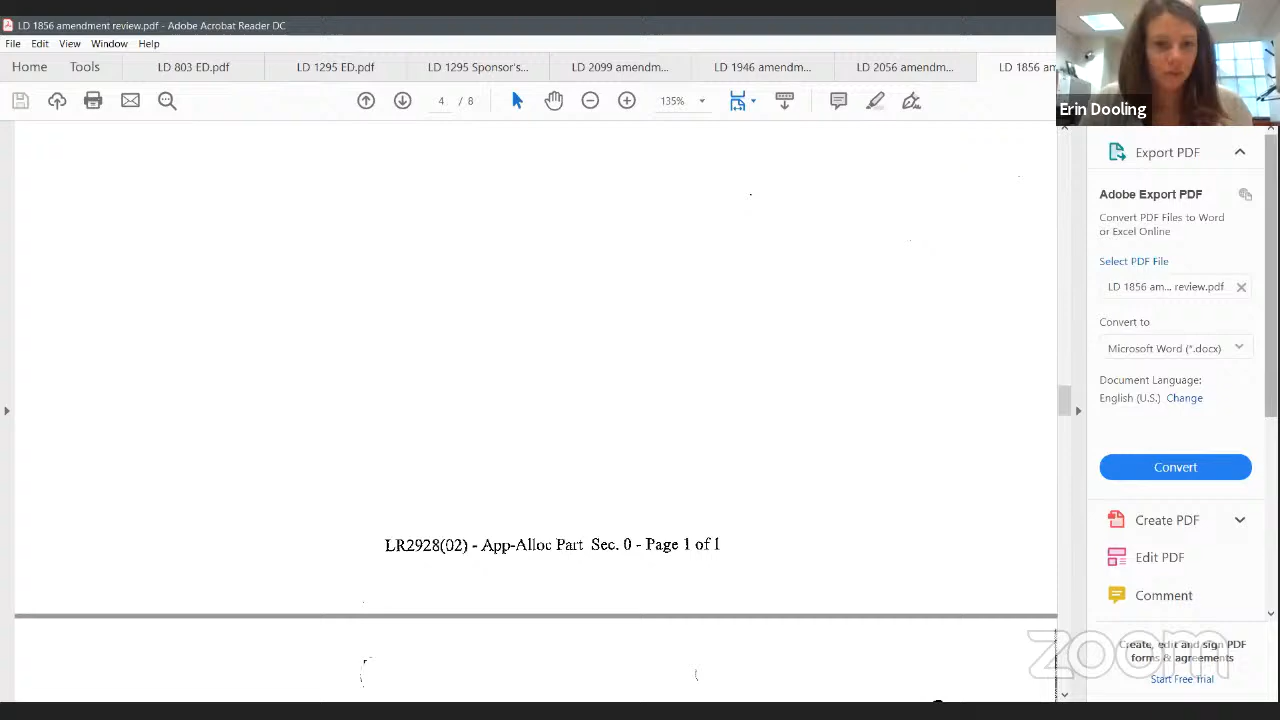 LD 1856 amendment review.pdf - Adobe Acrobat Reader DC
File Edit View Window Help
Home Tools LD 803 ED.pdf LD 1295 ED.pdf LD 1295 Sponsor's... LD 2099 amendm... LD 1946 amendm... LD 2056 amendm... LD 1856 am
4 / 8 135%
Erin Dooling
Export PDF
Adobe Export PDF
Convert PDF Files to Word
or Excel Online
Select PDF File
LD 1856 am... review.pdf
Convert to
Microsoft Word (*.docx)
Document Language:
English (U.S.) Change
Convert
Create PDF
Edit PDF
Comment
Create, edit and sign PDF
forms & agreements
Start Free Trial
LR2928(02) - App-Alloc Part Sec. 0 - Page 1 of 1
zoom